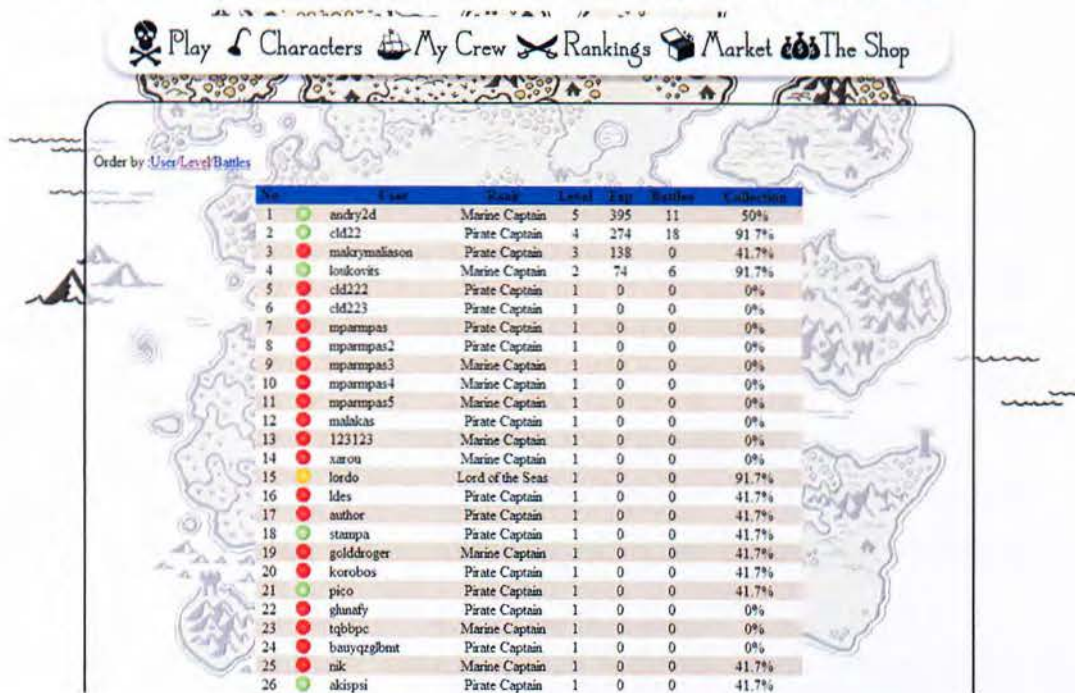 Play Characters My Crew Rankings Market The Shop
Order by :User/Level/Battles
No User Rank Level Exp Battles Collection
1 andry2d Marine Captain 5 395 11 50%
2 cld22 Pirate Captain 4 274 18 91.7%
3 makrymaliason Pirate Captain 3 138 0 41.7%
4 loukovits Marine Captain 2 74 6 91.7%
5 cld222 Pirate Captain 1 0 0 0%
6 cld223 Pirate Captain 1 0 0 0%
7 mparmpas Pirate Captain 1 0 0 0%
8 mparmpas2 Pirate Captain 1 0 0 0%
9 mparmpas3 Marine Captain 1 0 0 0%
10 mparmpas4 Marine Captain 1 0 0 0%
11 mparmpas5 Marine Captain 1 0 0 0%
12 malakas Pirate Captain 1 0 0 0%
13 123123 Marine Captain 1 0 0 0%
14 xarou Marine Captain 1 0 0 0%
15 lordo Lord of the Seas 1 0 0 91.7%
16 ldes Pirate Captain 1 0 0 41.7%
17 author Pirate Captain 1 0 0 41.7%
18 stampa Pirate Captain 1 0 0 41.7%
19 golddroger Marine Captain 1 0 0 41.7%
20 korobos Pirate Captain 1 0 0 41.7%
21 pico Pirate Captain 1 0 0 41.7%
22 glunafy Pirate Captain 1 0 0 0%
23 tqbbpc Marine Captain 1 0 0 0%
24 bauyqzglbmt Pirate Captain 1 0 0 0%
25 nik Marine Captain 1 0 0 41.7%
26 akispsi Pirate Captain 1 0 0 41.7%